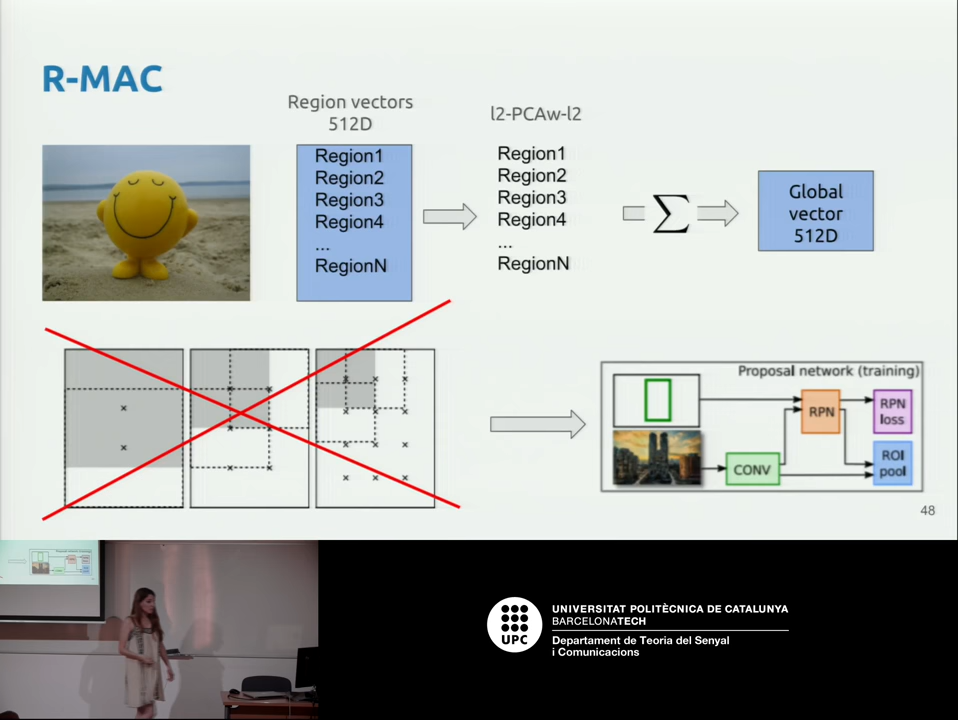 R-MAC
Region vectors
512D
l2-PCAw-l2
Region1
Region2
Region3
Region4
...
RegionN
Region1
Region2
Region3
Region4
...
RegionN
∑
Global
vector
512D
Proposal network (training)
RPN
RPN
loss
CONV
ROI
pool
48
UPC
UNIVERSITAT POLITÈCNICA DE CATALUNYA
BARCELONATECH
Departament de Teoria del Senyal
i Comunicacions